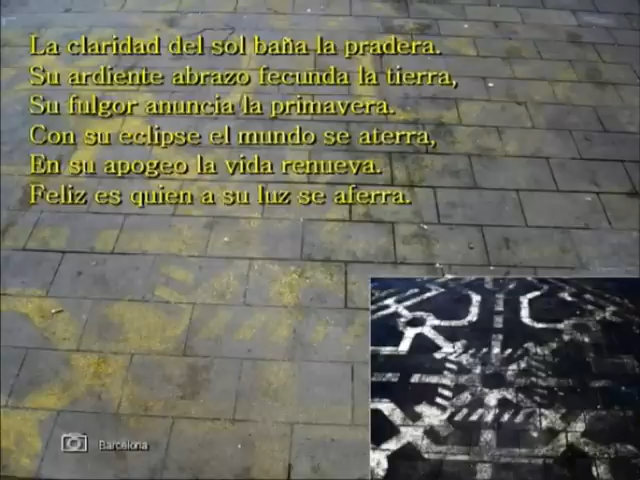 La claridad del sol baña la pradera.
Su ardiente abrazo fecunda la tierra,
Su fulgor anuncia la primavera.
Con su eclipse el mundo se aterra,
En su apogeo la vida renueva.
Feliz es quien a su luz se aferra.
Barcelona